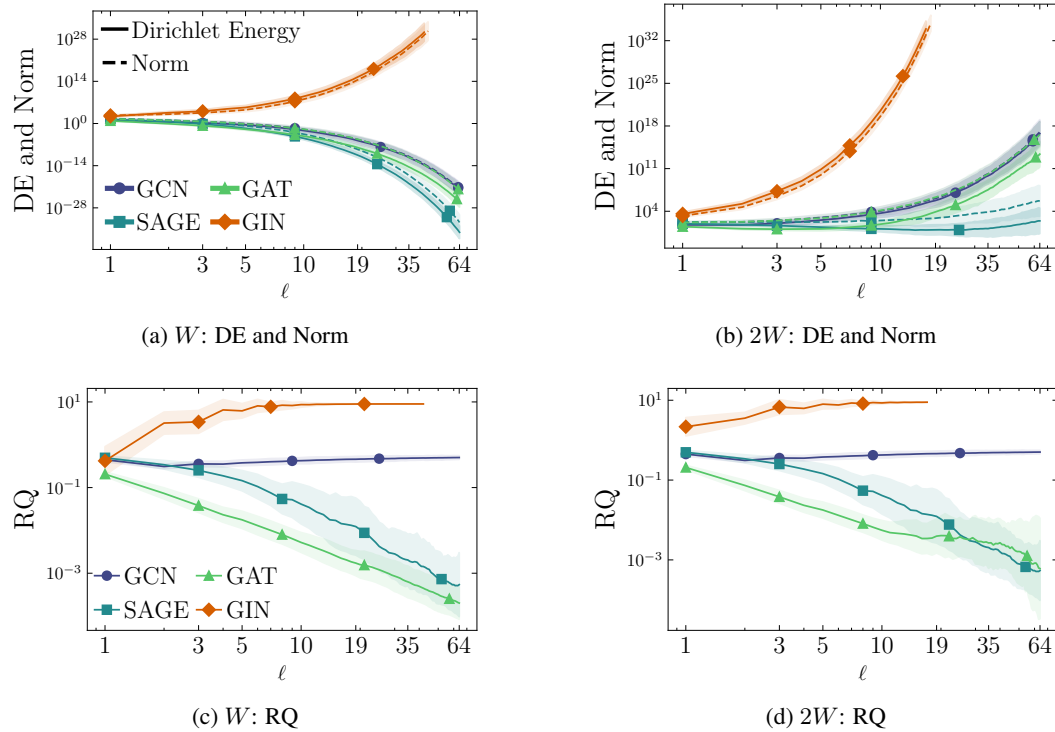 DE and Norm
10^28
10^14
10^0
10^-14
10^-28
Dirichlet Energy
Norm
GCN
GAT
SAGE
GIN
1 3 5 10 19 35 64
ℓ
(a) W: DE and Norm
DE and Norm
10^32
10^25
10^18
10^11
10^4
1 3 5 10 19 35 64
ℓ
(b) 2W: DE and Norm
RQ
10^1
10^-1
10^-3
GCN
GAT
SAGE
GIN
1 3 5 10 19 35 64
ℓ
(c) W: RQ
RQ
10^1
10^-1
10^-3
1 3 5 10 19 35 64
ℓ
(d) 2W: RQ